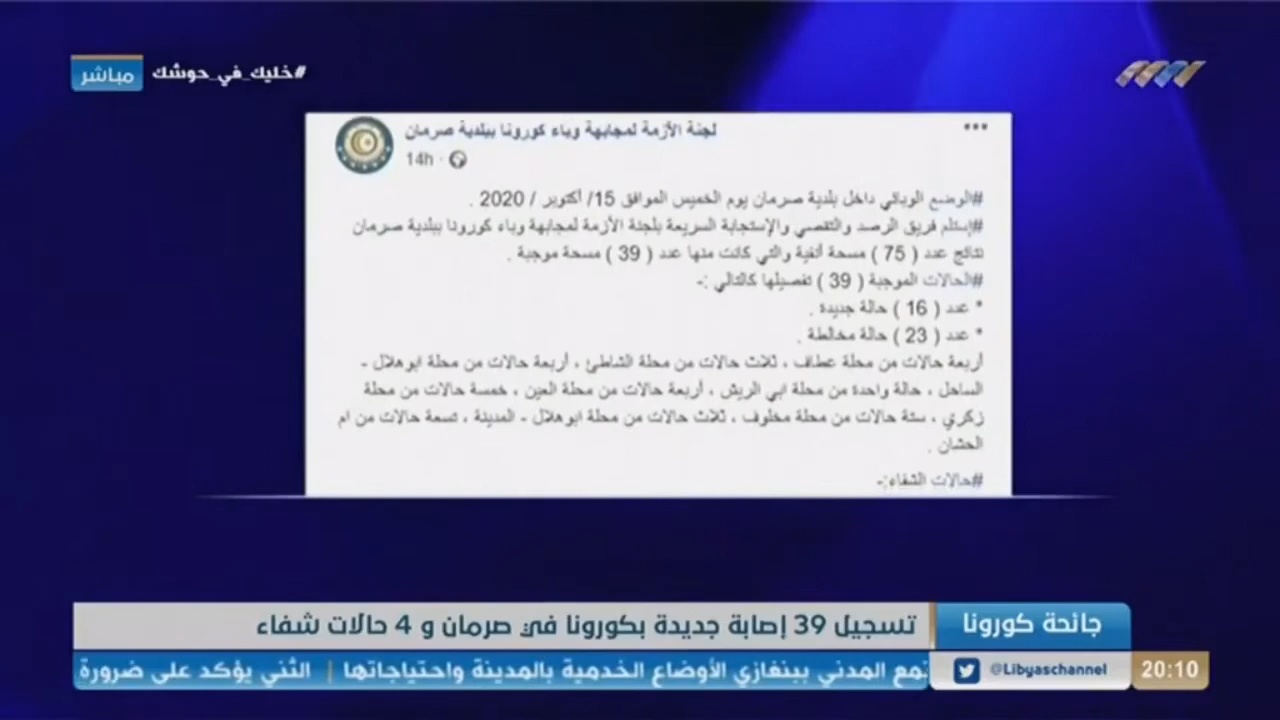 #خليك_في_حوشك
مباشر
لجنة الأزمة لمجابهة وباء كورونا ببلدية صرمان
14h ·
#الوضع الوبائي داخل بلدية صرمان يوم الخميس الموافق 15/ أكتوبر / 2020 .
#إستلم فريق الرصد والتقصي والإستجابة السريعة بلجنة الأزمة لمجابهة وباء كورونا ببلدية صرمان
نتائج عدد ( 75 ) مسحة أنفية والتي كانت منها عدد ( 39 ) مسحة موجبة .
#الحالات الموجبة ( 39 ) تفصيلها كالتالي :-
* عدد ( 16 ) حالة جديدة .
* عدد ( 23 ) حالة مخالطة .
أربعة حالات من محلة عطاف ، ثلاث حالات من محلة الشاطئ ، أربعة حالات من محلة ابوهلال -
الساحل ، حالة واحدة من محلة ابي الريش , أربعة حالات من محلة العين ، خمسة حالات من محلة
زكري ، ستة حالات من محلة مخلوف ، ثلاث حالات من محلة ابوهلال - المدينة ، تسعة حالات من ام
الحشان .
#حالات الشفاء:-
جائحة كورونا
تسجيل 39 إصابة جديدة بكورونا في صرمان و 4 حالات شفاء
تمع المدني ببنغازي الأوضاع الخدمية بالمدينة واحتياجاتها | الثني يؤكد على ضرورة
@Libyaschannel
20:10